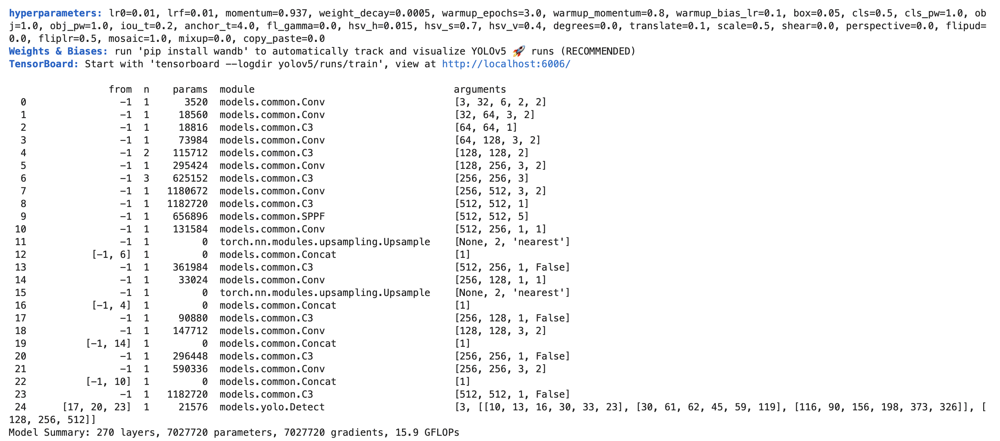 hyperparameters: lr0=0.01, lrf=0.01, momentum=0.937, weight_decay=0.0005, warmup_epochs=3.0, warmup_momentum=0.8, warmup_bias_lr=0.1, box=0.05, cls=0.5, cls_pw=1.0, ob
j=1.0, obj_pw=1.0, iou_t=0.2, anchor_t=4.0, fl_gamma=0.0, hsv_h=0.015, hsv_s=0.7, hsv_v=0.4, degrees=0.0, translate=0.1, scale=0.5, shear=0.0, perspective=0.0, flipud=
0.0, fliplr=0.5, mosaic=1.0, mixup=0.0, copy_paste=0.0
Weights & Biases: run 'pip install wandb' to automatically track and visualize YOLOv5 🚀 runs (RECOMMENDED)
TensorBoard: Start with 'tensorboard --logdir yolov5/runs/train', view at http://localhost:6006/
from n params module arguments
0 -1 1 3520 models.common.Conv [3, 32, 6, 2, 2]
1 -1 1 18560 models.common.Conv [32, 64, 3, 2]
2 -1 1 18816 models.common.C3 [64, 64, 1]
3 -1 1 73984 models.common.Conv [64, 128, 3, 2]
4 -1 2 115712 models.common.C3 [128, 128, 2]
5 -1 1 295424 models.common.Conv [128, 256, 3, 2]
6 -1 3 625152 models.common.C3 [256, 256, 3]
7 -1 1 1180672 models.common.Conv [256, 512, 3, 2]
8 -1 1 1182720 models.common.C3 [512, 512, 1]
9 -1 1 656896 models.common.SPPF [512, 512, 5]
10 -1 1 131584 models.common.Conv [512, 256, 1, 1]
11 -1 1 0 torch.nn.modules.upsampling.Upsample [None, 2, 'nearest']
12 [-1, 6] 1 0 models.common.Concat [1]
13 -1 1 361984 models.common.C3 [512, 256, 1, False]
14 -1 1 33024 models.common.Conv [256, 128, 1, 1]
15 -1 1 0 torch.nn.modules.upsampling.Upsample [None, 2, 'nearest']
16 [-1, 4] 1 0 models.common.Concat [1]
17 -1 1 90880 models.common.C3 [256, 128, 1, False]
18 -1 1 147712 models.common.Conv [128, 128, 3, 2]
19 [-1, 14] 1 0 models.common.Concat [1]
20 -1 1 296448 models.common.C3 [256, 256, 1, False]
21 -1 1 590336 models.common.Conv [256, 256, 3, 2]
22 [-1, 10] 1 0 models.common.Concat [1]
23 -1 1 1182720 models.common.C3 [512, 512, 1, False]
24 [17, 20, 23] 1 21576 models.yolo.Detect [3, [[10, 13, 16, 30, 33, 23], [30, 61, 62, 45, 59, 119], [116, 90, 156, 198, 373, 326]], [
128, 256, 512]]
Model Summary: 270 layers, 7027720 parameters, 7027720 gradients, 15.9 GFLOPs